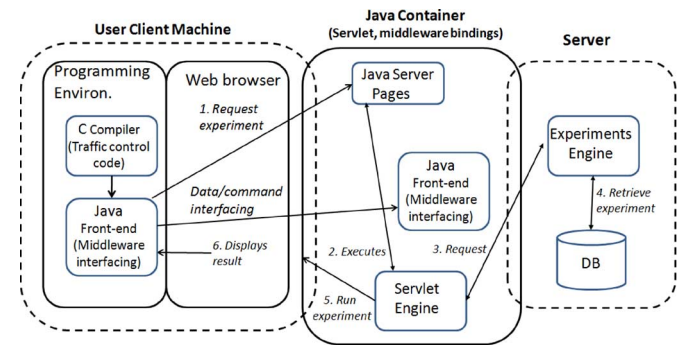 User Client Machine
Java Container
(Servlet, middleware bindings)
Server
Programming
Environ.
Web browser
C Compiler
(Traffic control
code)
Java
Front-end
(Middleware
interfacing)
1. Request
experiment
Data/command
interfacing
6. Displays
result
Java Server
Pages
Java
Front-end
(Middleware
interfacing)
2. Executes
3. Request
5. Run
experiment
Servlet
Engine
Experiments
Engine
4. Retrieve
experiment
DB